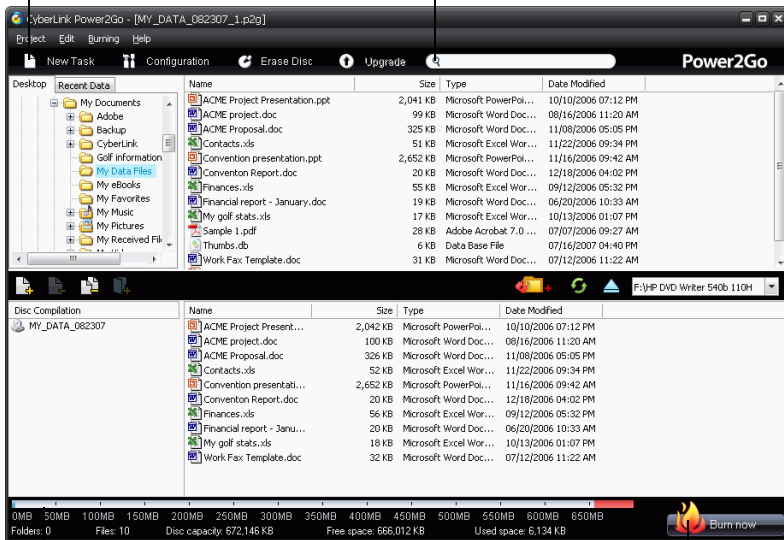 CyberLink Power2Go - [MY_DATA_082307_1.p2g]
Project Edit Burning Help
New Task Configuration Erase Disc Upgrade Power2Go
Desktop Recent Data
My Documents
Adobe
Backup
CyberLink
Golf information
My Data Files
My eBooks
My Favorites
My Music
My Pictures
My Received Fil
Name Size Type Date Modified
ACME Project Presentation.ppt 2,041 KB Microsoft PowerPoi... 10/10/2006 07:12 PM
ACME project.doc 99 KB Microsoft Word Doc... 08/16/2006 11:20 AM
ACME Proposal.doc 325 KB Microsoft Word Doc... 11/08/2006 05:05 PM
Contacts.xls 51 KB Microsoft Excel Wor... 11/22/2006 09:34 PM
Convention presentation.ppt 2,652 KB Microsoft PowerPoi... 11/16/2006 09:42 AM
Conventon Report.doc 20 KB Microsoft Word Doc... 12/18/2006 04:02 PM
Finances.xls 55 KB Microsoft Excel Wor... 09/12/2006 05:32 PM
Financial report - January.doc 19 KB Microsoft Word Doc... 06/20/2006 10:33 AM
My golf stats.xls 17 KB Microsoft Excel Wor... 10/13/2006 01:07 PM
Sample 1.pdf 28 KB Adobe Acrobat 7.0 ... 07/07/2006 09:27 AM
Thumbs.db 6 KB Data Base File 07/16/2007 04:40 PM
Work Fax Template.doc 31 KB Microsoft Word Doc... 07/12/2006 11:22 AM
F:\HP DVD Writer 540b 110H
Disc Compilation
MY_DATA_082307
Name Size Type Date Modified
ACME Project Present... 2,042 KB Microsoft PowerPoi... 10/10/2006 07:12 PM
ACME project.doc 100 KB Microsoft Word Doc... 08/16/2006 11:20 AM
ACME Proposal.doc 326 KB Microsoft Word Doc... 11/08/2006 05:05 PM
Contacts.xls 52 KB Microsoft Excel Wor... 11/22/2006 09:34 PM
Convention presentati... 2,652 KB Microsoft PowerPoi... 11/16/2006 09:42 AM
Conventon Report.doc 20 KB Microsoft Word Doc... 12/18/2006 04:02 PM
Finances.xls 56 KB Microsoft Excel Wor... 09/12/2006 05:32 PM
Financial report - Janu... 20 KB Microsoft Word Doc... 06/20/2006 10:33 AM
My golf stats.xls 18 KB Microsoft Excel Wor... 10/13/2006 01:07 PM
Work Fax Template.doc 32 KB Microsoft Word Doc... 07/12/2006 11:22 AM
0MB 50MB 100MB 150MB 200MB 250MB 300MB 350MB 400MB 450MB 500MB 550MB 600MB 650MB
Folders: 0 Files: 10 Disc capacity: 672,146 KB Free space: 666,012 KB Used space: 6,134 KB
Burn now